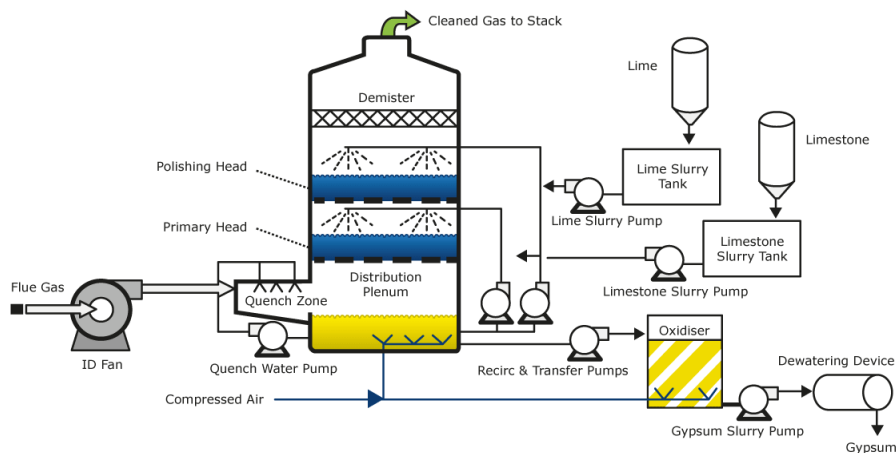 Cleaned Gas to Stack
Lime
Demister
Limestone
Polishing Head
Lime Slurry
Tank
Primary Head
Lime Slurry Pump
Limestone
Slurry Tank
Distribution
Plenum
Flue Gas
Quench Zone
Limestone Slurry Pump
Oxidiser
ID Fan
Quench Water Pump
Recirc & Transfer Pumps
Dewatering Device
Compressed Air
Gypsum Slurry Pump
Gypsum